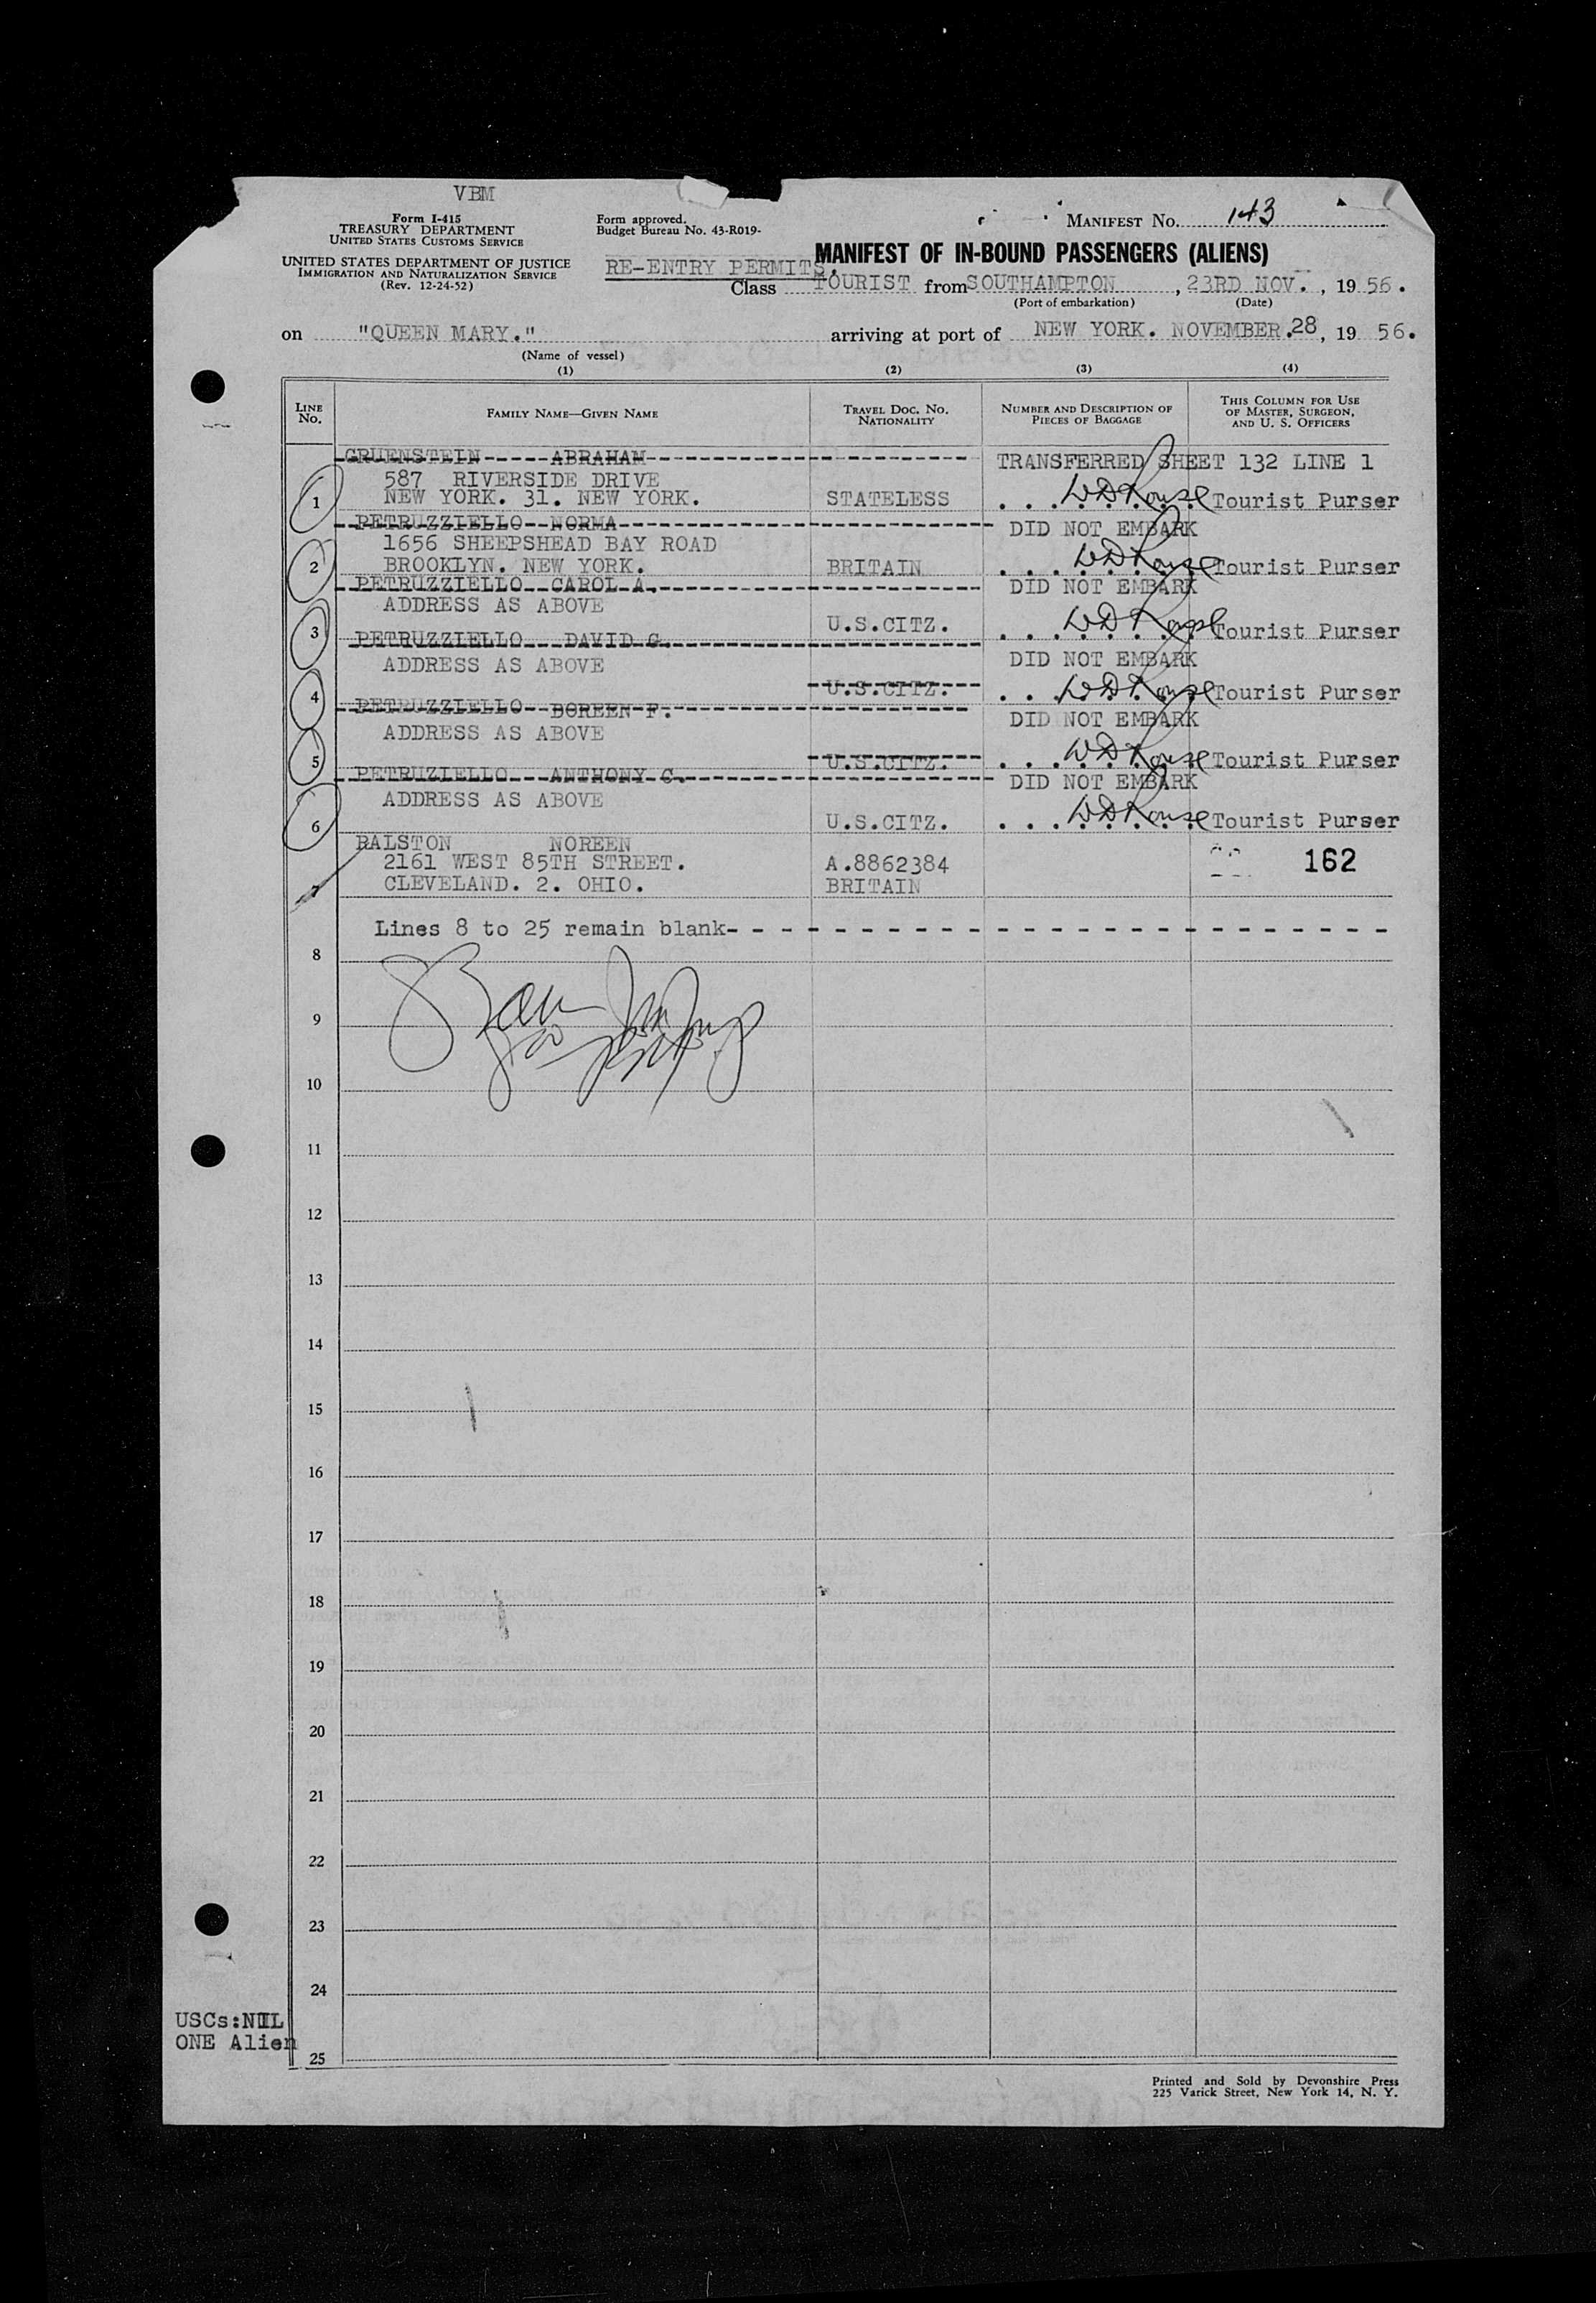 VBM
Form I-415
TREASURY DEPARTMENT
UNITED STATES CUSTOMS SERVICE
UNITED STATES DEPARTMENT OF JUSTICE
IMMIGRATION AND NATURALIZATION SERVICE
(Rev. 12-24-52)
Form approved.
Budget Bureau No. 43-R019-
MANIFEST NO. 143
MANIFEST OF IN-BOUND PASSENGERS (ALIENS)
RE-ENTRY PERMITS.
Class TOURIST from SOUTHAMPTON , 23RD NOV. , 19 56.
(Port of embarkation) (Date)
on "QUEEN MARY." arriving at port of NEW YORK. NOVEMBER.28, 19 56.
(Name of vessel)
(1) (2) (3) (4)
LINE NO. FAMILY NAME—GIVEN NAME TRAVEL DOC. NO. NATIONALITY NUMBER AND DESCRIPTION OF PIECES OF BAGGAGE THIS COLUMN FOR USE OF MASTER, SURGEON, AND U. S. OFFICERS
GRUENSTEIN-----ABRAHAM TRANSFERRED SHEET 132 LINE 1
587 RIVERSIDE DRIVE
1 NEW YORK. 31. NEW YORK. STATELESS W D Rouse Tourist Purser
PETRUZZIELLO--NORMA DID NOT EMBARK
1656 SHEEPSHEAD BAY ROAD
2 BROOKLYN. NEW YORK. BRITAIN W D Rouse Tourist Purser
PETRUZZIELLO--CAROL A. DID NOT EMBARK
ADDRESS AS ABOVE
3 U.S.CITZ. W D Rouse Tourist Purser
PETRUZZIELLO---DAVID G. DID NOT EMBARK
ADDRESS AS ABOVE
4 U.S.CITZ. W D Rouse Tourist Purser
PETRUZZIELLO--DOREEN F. DID NOT EMBARK
ADDRESS AS ABOVE
5 U.S.CITZ. W D Rouse Tourist Purser
PETRUZIELLO---ANTHONY C. DID NOT EMBARK
ADDRESS AS ABOVE
6 U.S.CITZ. W D Rouse Tourist Purser
RALSTON NOREEN
2161 WEST 85TH STREET. A.8862384 162
7 CLEVELAND. 2. OHIO. BRITAIN
Lines 8 to 25 remain blank- - - - - - - - - - - - - - - - - - - - - - - - -
8
9
10
11
12
13
14
15
16
17
18
19
20
21
22
23
24
25
USCs:NIL
ONE Alien
Printed and Sold by Devonshire Press
225 Varick Street, New York 14, N. Y.